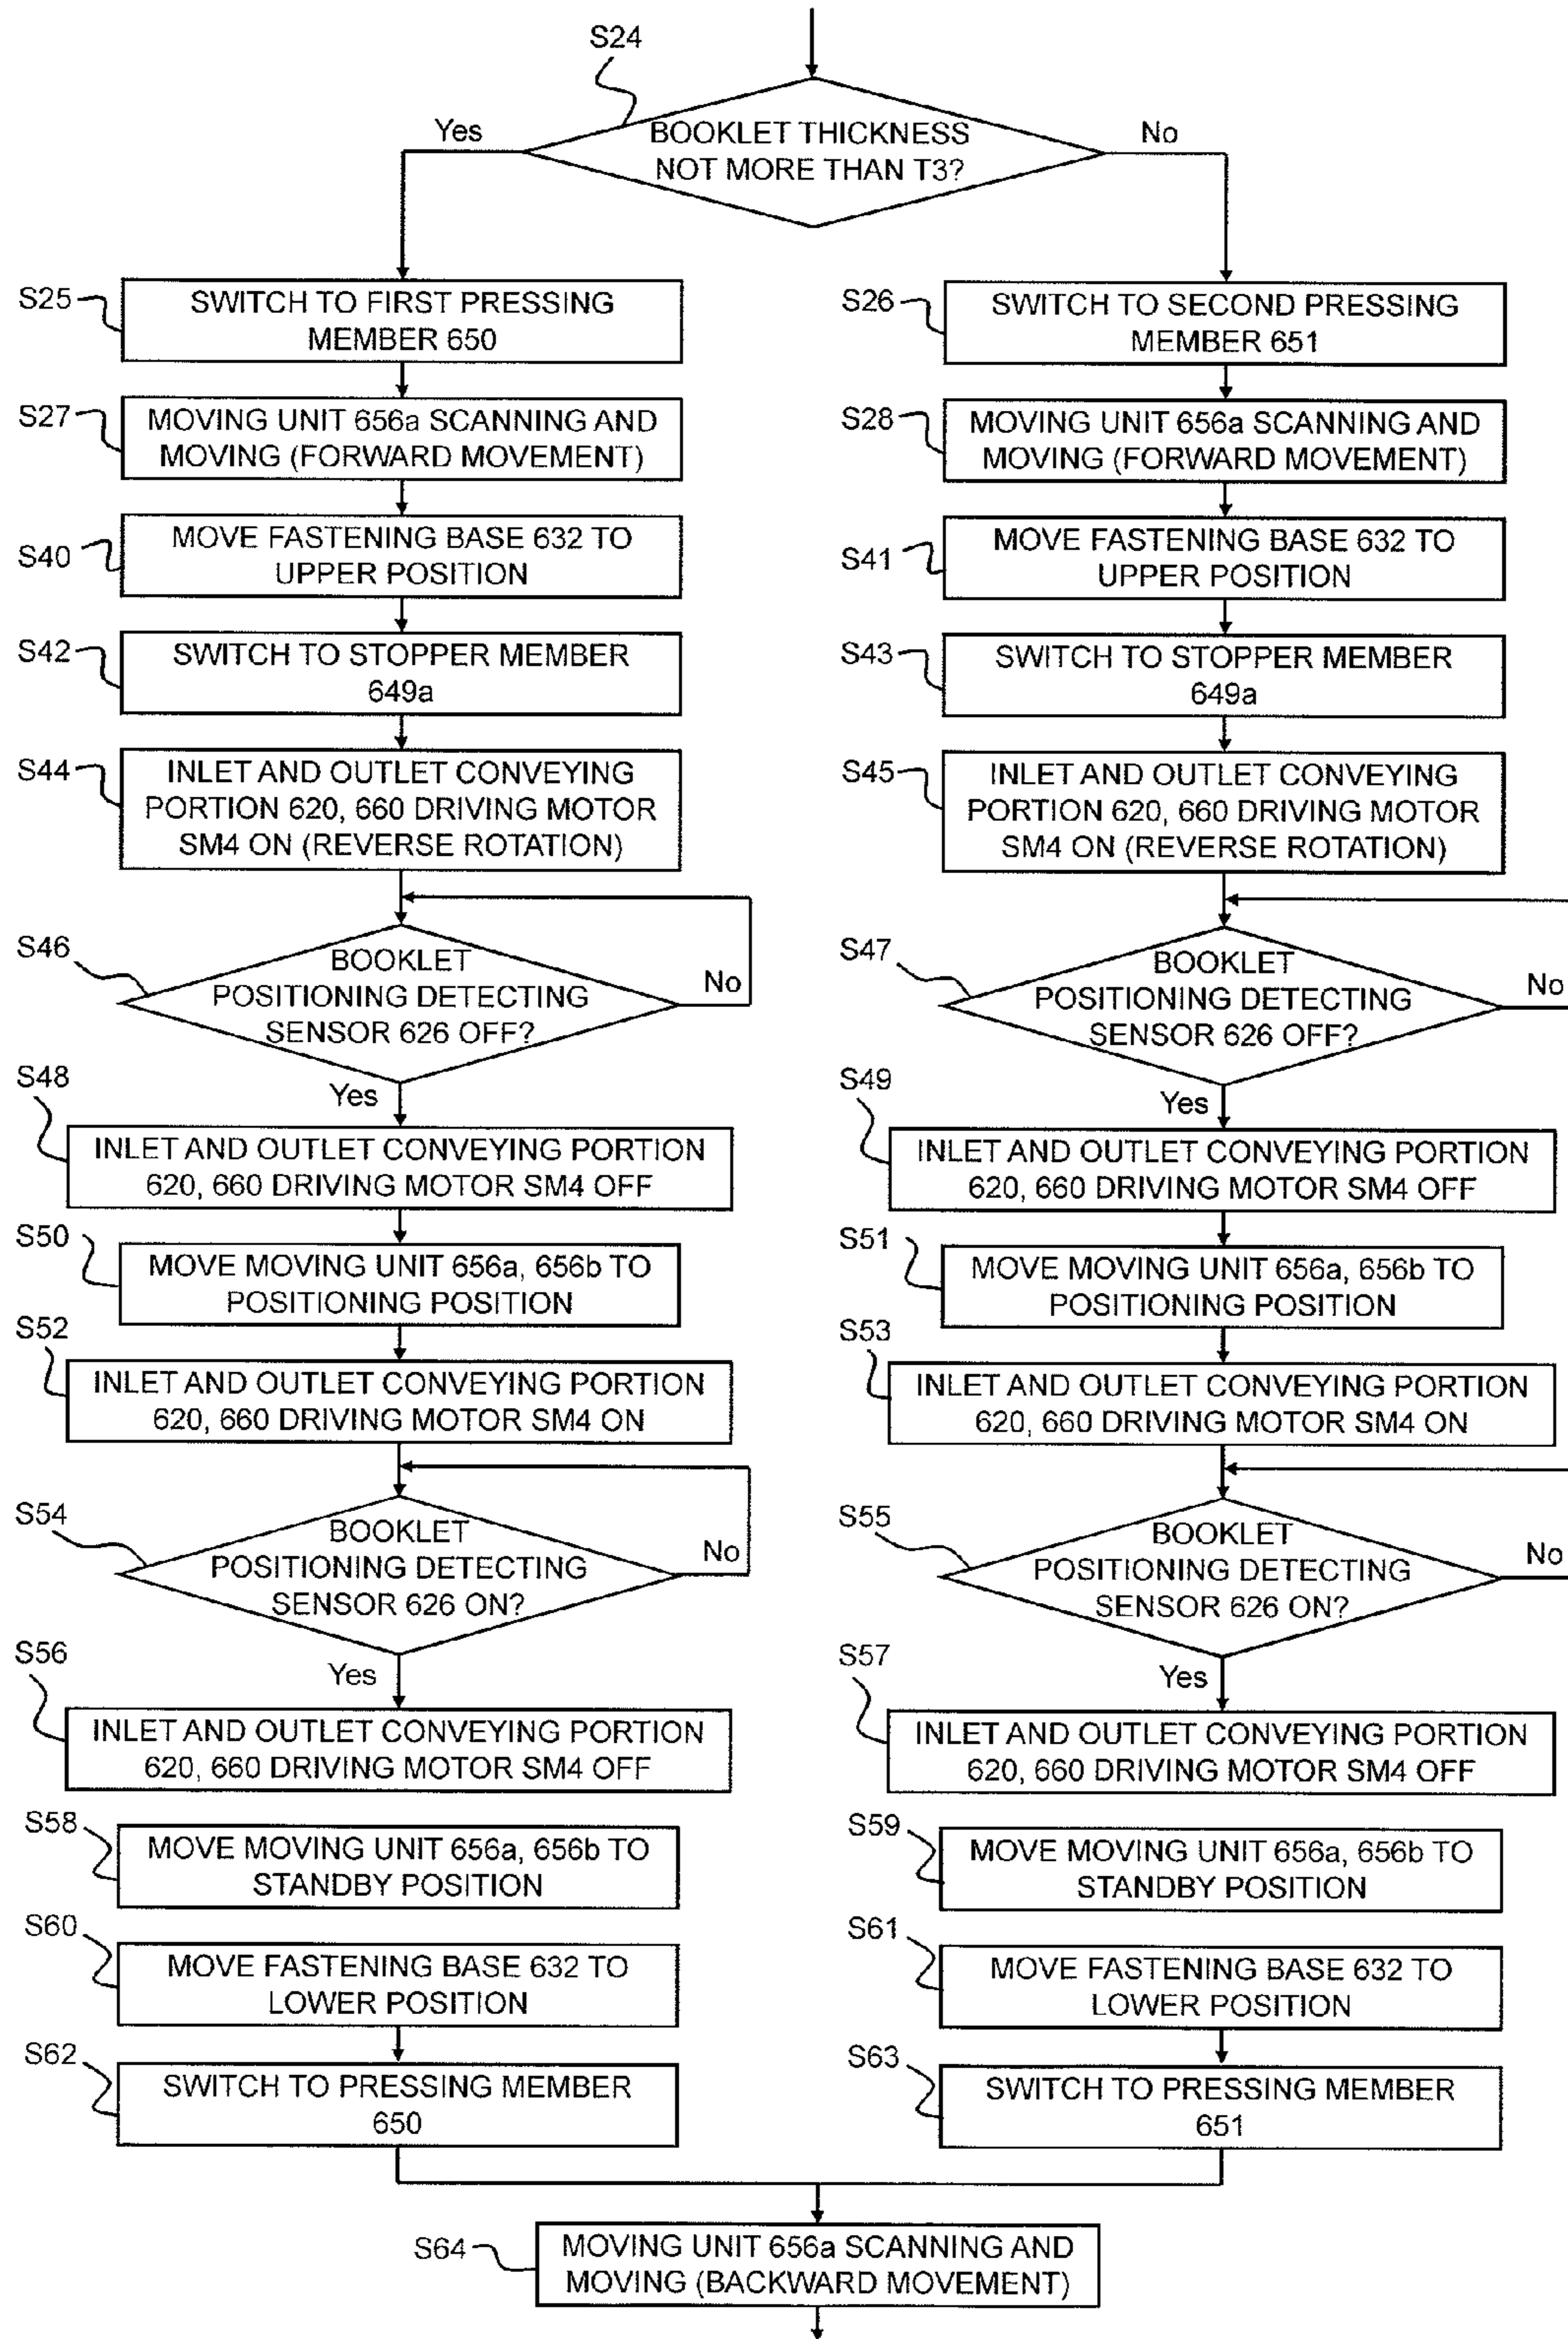 S24
BOOKLET THICKNESS
NOT MORE THAN T3?
Yes
No
S25
SWITCH TO FIRST PRESSING
MEMBER 650
S26
SWITCH TO SECOND PRESSING
MEMBER 651
S27
MOVING UNIT 656a SCANNING AND
MOVING (FORWARD MOVEMENT)
S28
MOVING UNIT 656a SCANNING AND
MOVING (FORWARD MOVEMENT)
S40
MOVE FASTENING BASE 632 TO
UPPER POSITION
S41
MOVE FASTENING BASE 632 TO
UPPER POSITION
S42
SWITCH TO STOPPER MEMBER
649a
S43
SWITCH TO STOPPER MEMBER
649a
S44
INLET AND OUTLET CONVEYING
PORTION 620, 660 DRIVING MOTOR
SM4 ON (REVERSE ROTATION)
S45
INLET AND OUTLET CONVEYING
PORTION 620, 660 DRIVING MOTOR
SM4 ON (REVERSE ROTATION)
S46
BOOKLET
POSITIONING DETECTING
SENSOR 626 OFF?
No
Yes
S47
BOOKLET
POSITIONING DETECTING
SENSOR 626 OFF?
No
Yes
S48
INLET AND OUTLET CONVEYING PORTION
620, 660 DRIVING MOTOR SM4 OFF
S49
INLET AND OUTLET CONVEYING PORTION
620, 660 DRIVING MOTOR SM4 OFF
S50
MOVE MOVING UNIT 656a, 656b TO
POSITIONING POSITION
S51
MOVE MOVING UNIT 656a, 656b TO
POSITIONING POSITION
S52
INLET AND OUTLET CONVEYING PORTION
620, 660 DRIVING MOTOR SM4 ON
S53
INLET AND OUTLET CONVEYING PORTION
620, 660 DRIVING MOTOR SM4 ON
S54
BOOKLET
POSITIONING DETECTING
SENSOR 626 ON?
No
Yes
S55
BOOKLET
POSITIONING DETECTING
SENSOR 626 ON?
No
Yes
S56
INLET AND OUTLET CONVEYING PORTION
620, 660 DRIVING MOTOR SM4 OFF
S57
INLET AND OUTLET CONVEYING PORTION
620, 660 DRIVING MOTOR SM4 OFF
S58
MOVE MOVING UNIT 656a, 656b TO
STANDBY POSITION
S59
MOVE MOVING UNIT 656a, 656b TO
STANDBY POSITION
S60
MOVE FASTENING BASE 632 TO
LOWER POSITION
S61
MOVE FASTENING BASE 632 TO
LOWER POSITION
S62
SWITCH TO PRESSING MEMBER
650
S63
SWITCH TO PRESSING MEMBER
651
S64
MOVING UNIT 656a SCANNING AND
MOVING (BACKWARD MOVEMENT)